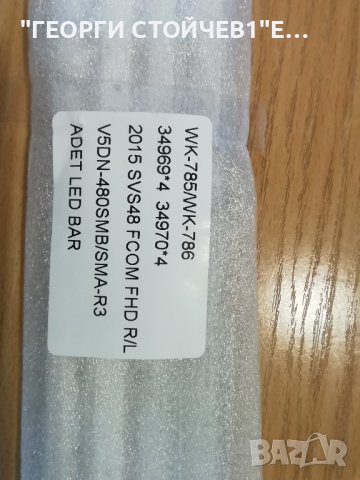 "ГЕОРГИ СТОЙЧЕВ1"Е...
WK-785/WK-786
34969*4 34970*4
2015 SVS48 FCOM FHD R/L
V5DN-480SMB/SMA-R3
ADET LED BAR
BAZAR